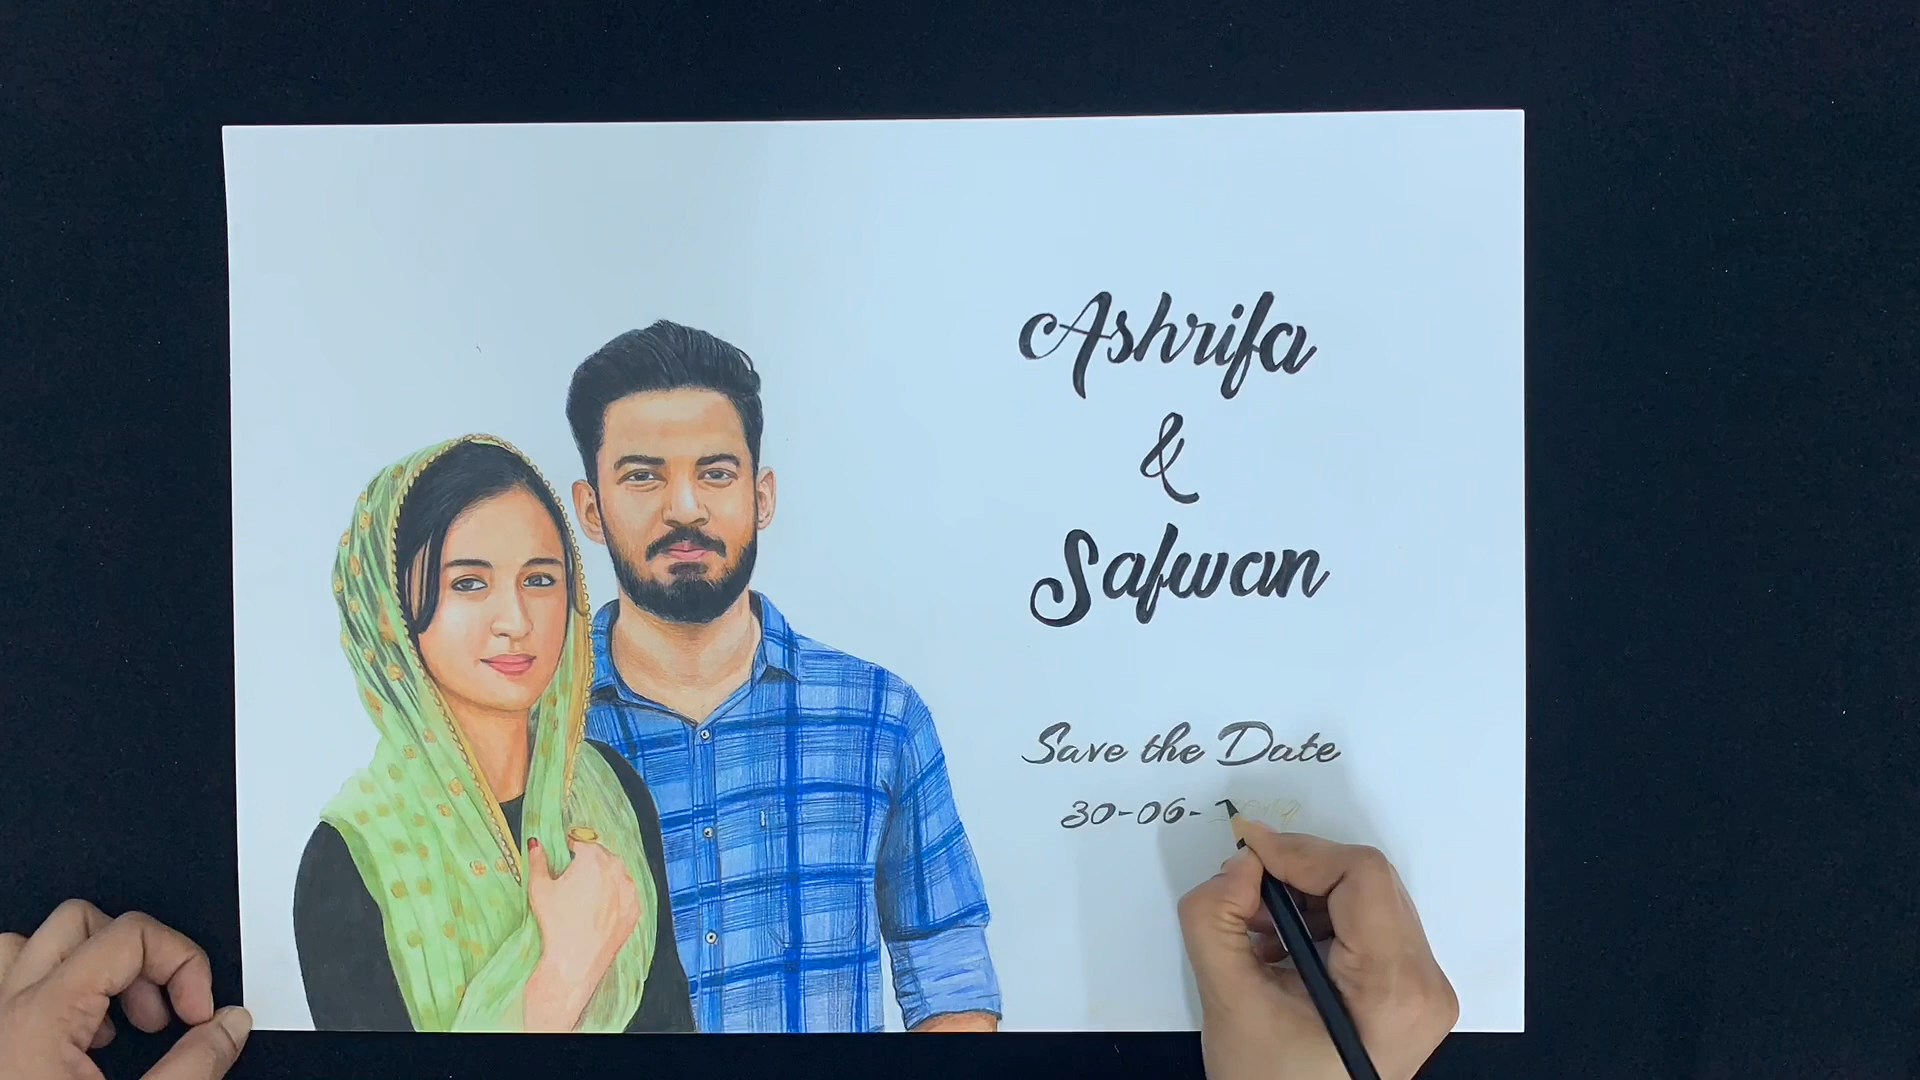 Ashrifa
&
Safwan
Save the Date
30-06-